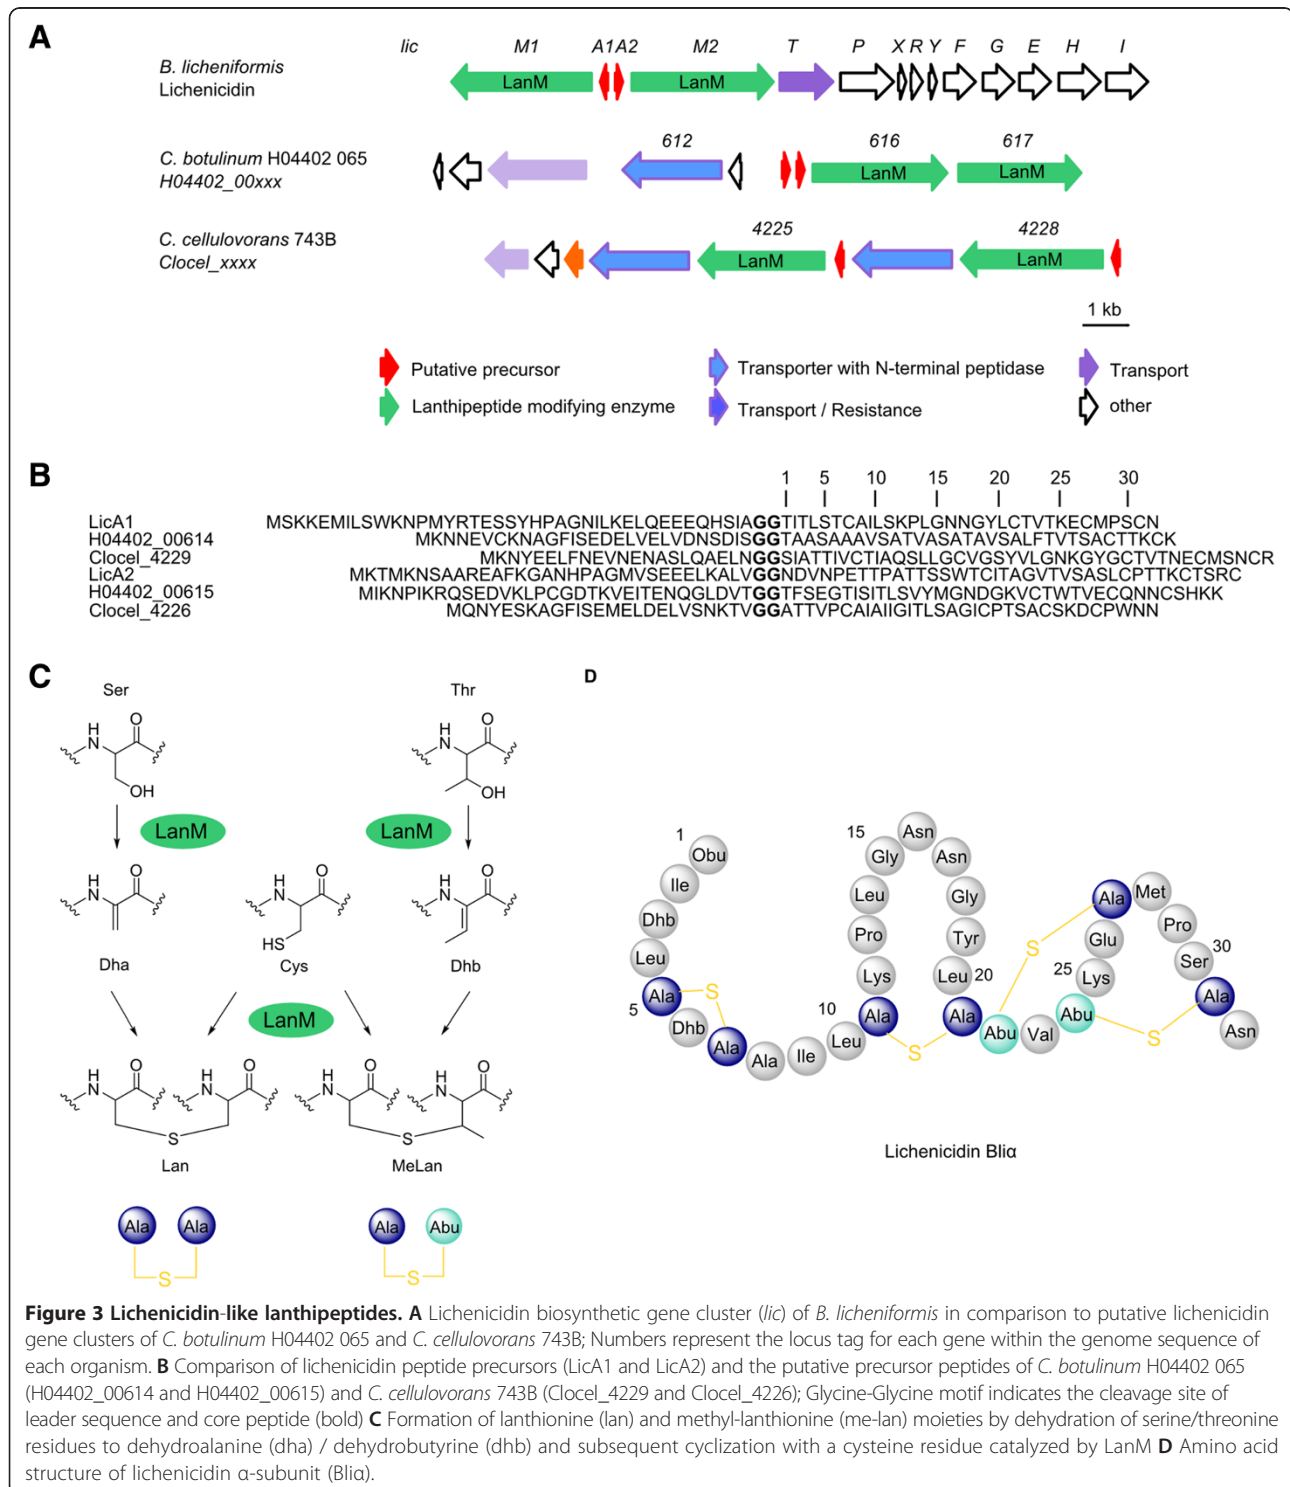 A
lic M1 A1 A2 M2 T P X R Y F G E H I
B. licheniformis
Lichenicidin
LanM LanM
C. botulinum H04402 065
H04402_00xxx
612 616 617
LanM LanM
C. cellulovorans 743B
Clocel_xxxx
4225 4228
LanM LanM
1 kb
Putative precursor
Transporter with N-terminal peptidase
Transport
Lanthipeptide modifying enzyme
Transport / Resistance
other
B
1 5 10 15 20 25 30
LicA1 MSKKEMILSWKNPMYRTESSYHPAGNILKELQEEEQHSIAGGTITLSTCAILSKPLGNNGYLCTVTKECMPSCN
H04402_00614 MKNNEVCKNAGFISEDELVELVDNSDISGGTAASAAAVSATVASATAVSALFTVTSACTTKCK
Clocel_4229 MKNYEELFNEVNENASLQAELNGGSIATTIVCTIAQSLLGCVGSYVLGNKGYGCTVTNECMSNCR
LicA2 MKTMKNSAAREAFKGANHPAGMVSEEELKALVGGNDVNPETTPATTSSWTCITAGVTVSASLCPTTKCTSRC
H04402_00615 MIKNPIKRQSEDVKLPCGDTKVEITENQGLDVTGGTFSEGTISITLSVYMGNDGKVCTWTVECQNNCSHKK
Clocel_4226 MQNYESKAGFISEMELDELVSNKTVGGATTVPCAIAIIGITLSAGICPTSACSKDCPWNN
C
Ser Thr
H N O OH
H N O OH
LanM LanM
H N O
H N O HS
H N O
Dha Cys Dhb
LanM
H N O H N O S
H N O H N O S
Lan MeLan
Ala Ala
S
Ala Abu
S
D
1 Obu
Ile
Dhb
Leu
5 Ala S
Dhb
Ala
Ala
Ile
Leu
10 Ala S
Lys
Pro
Leu
15 Gly
Asn
Asn
Gly
Tyr
Leu 20
Ala
Abu S
Val
Abu S
25 Lys
Glu
Ala
Met
Pro
Ser 30
Ala
Asn
Lichenicidin Bliα
Figure 3 Lichenicidin-like lanthipeptides. A Lichenicidin biosynthetic gene cluster (lic) of B. licheniformis in comparison to putative lichenicidin
gene clusters of C. botulinum H04402 065 and C. cellulovorans 743B; Numbers represent the locus tag for each gene within the genome sequence of
each organism. B Comparison of lichenicidin peptide precursors (LicA1 and LicA2) and the putative precursor peptides of C. botulinum H04402 065
(H04402_00614 and H04402_00615) and C. cellulovorans 743B (Clocel_4229 and Clocel_4226); Glycine-Glycine motif indicates the cleavage site of
leader sequence and core peptide (bold) C Formation of lanthionine (lan) and methyl-lanthionine (me-lan) moieties by dehydration of serine/threonine
residues to dehydroalanine (dha) / dehydrobutyrine (dhb) and subsequent cyclization with a cysteine residue catalyzed by LanM D Amino acid
structure of lichenicidin α-subunit (Bliα).